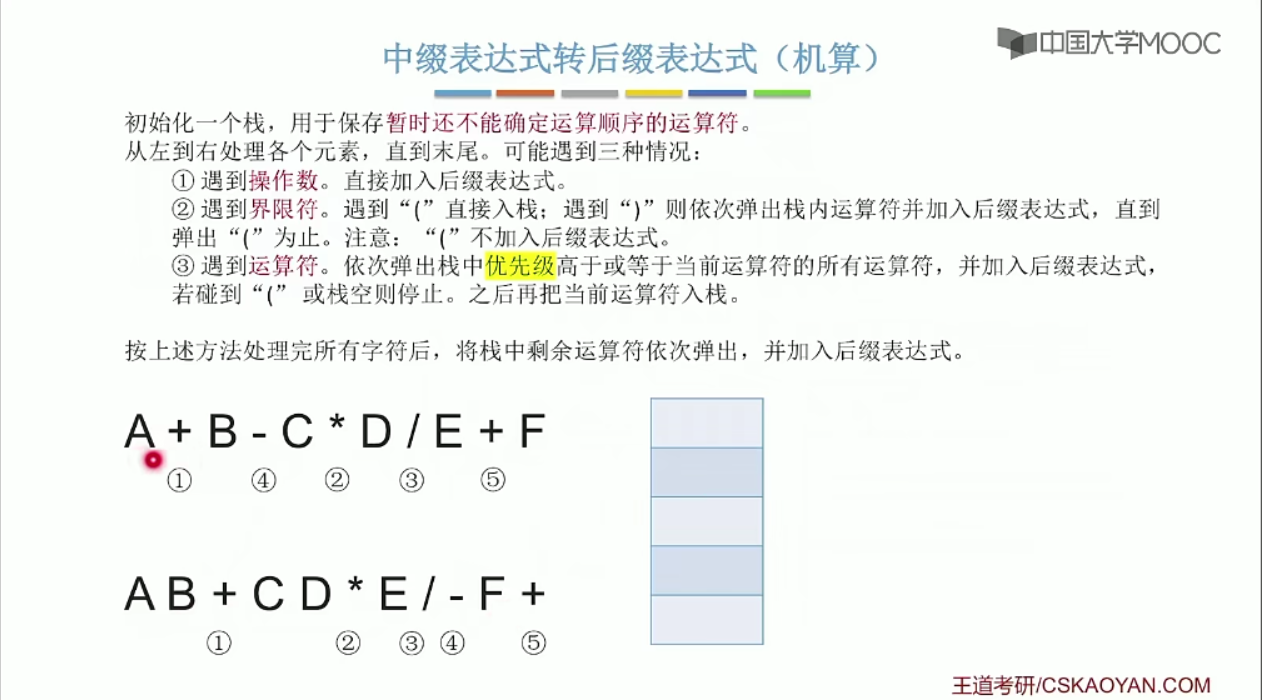 中国大学MOOC
中缀表达式转后缀表达式（机算）
初始化一个栈，用于保存暂时还不能确定运算顺序的运算符。
从左到右处理各个元素，直到末尾。可能遇到三种情况：
① 遇到操作数。直接加入后缀表达式。
② 遇到界限符。遇到“(”直接入栈；遇到“)”则依次弹出栈内运算符并加入后缀表达式，直到
弹出“(”为止。注意：“(”不加入后缀表达式。
③ 遇到运算符。依次弹出栈中优先级高于或等于当前运算符的所有运算符，并加入后缀表达式，
若碰到“(” 或栈空则停止。之后再把当前运算符入栈。
按上述方法处理完所有字符后，将栈中剩余运算符依次弹出，并加入后缀表达式。
A + B - C * D / E + F
① ④ ② ③ ⑤
A B + C D * E / - F +
① ② ③ ④ ⑤
王道考研/CSKAOYAN.COM